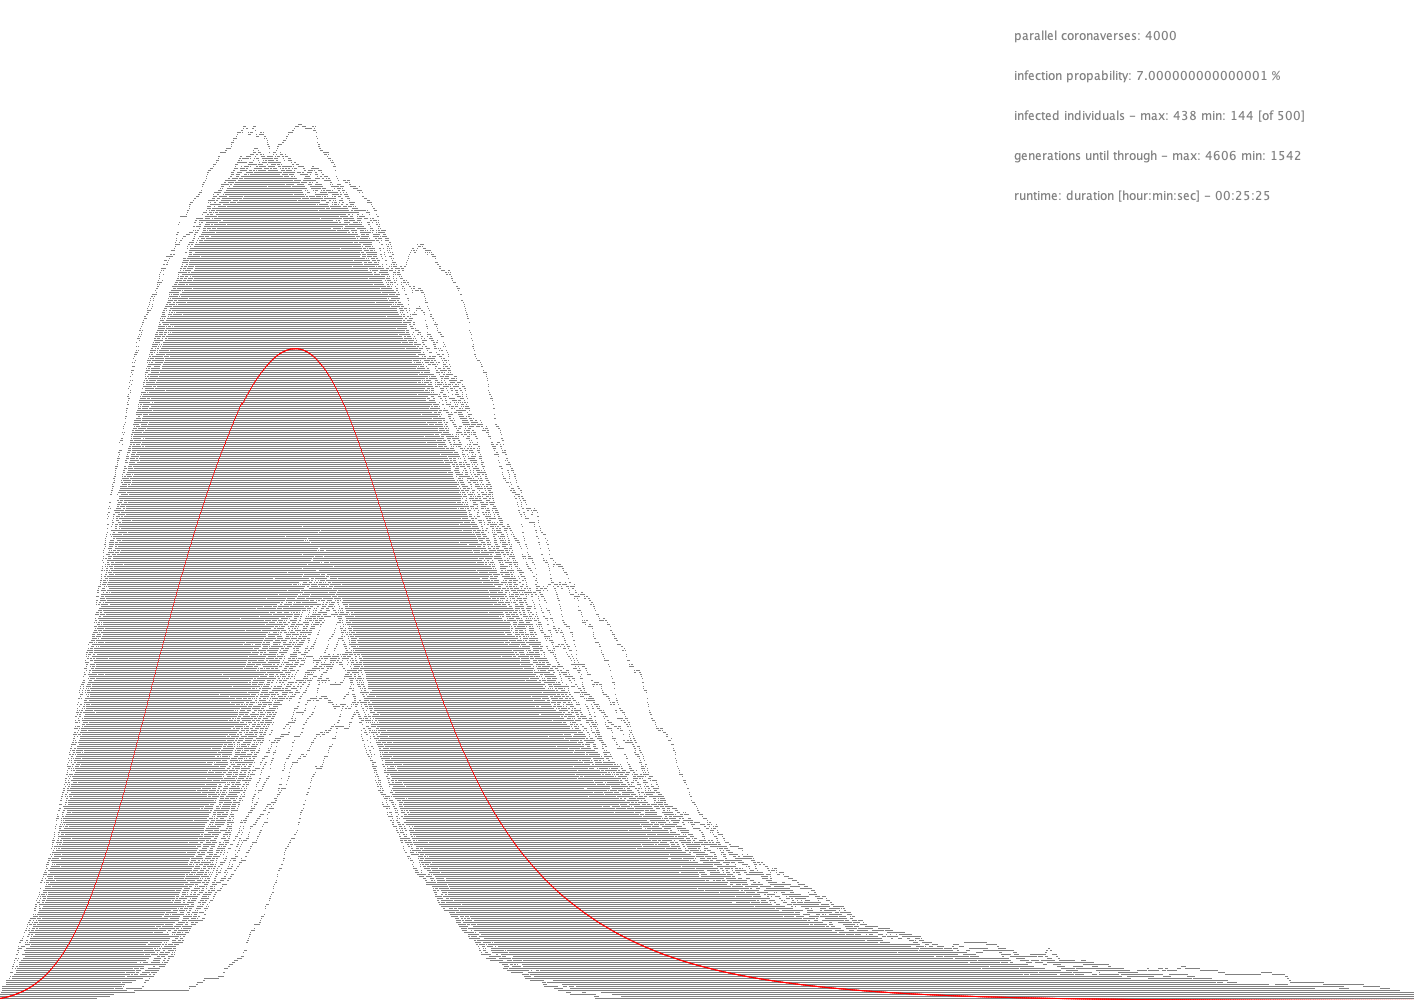 parallel coronaverses: 4000
infection propability: 7.000000000000001 %
infected individuals - max: 438 min: 144 [of 500]
generations until through - max: 4606 min: 1542
runtime: duration [hour:min:sec] - 00:25:25